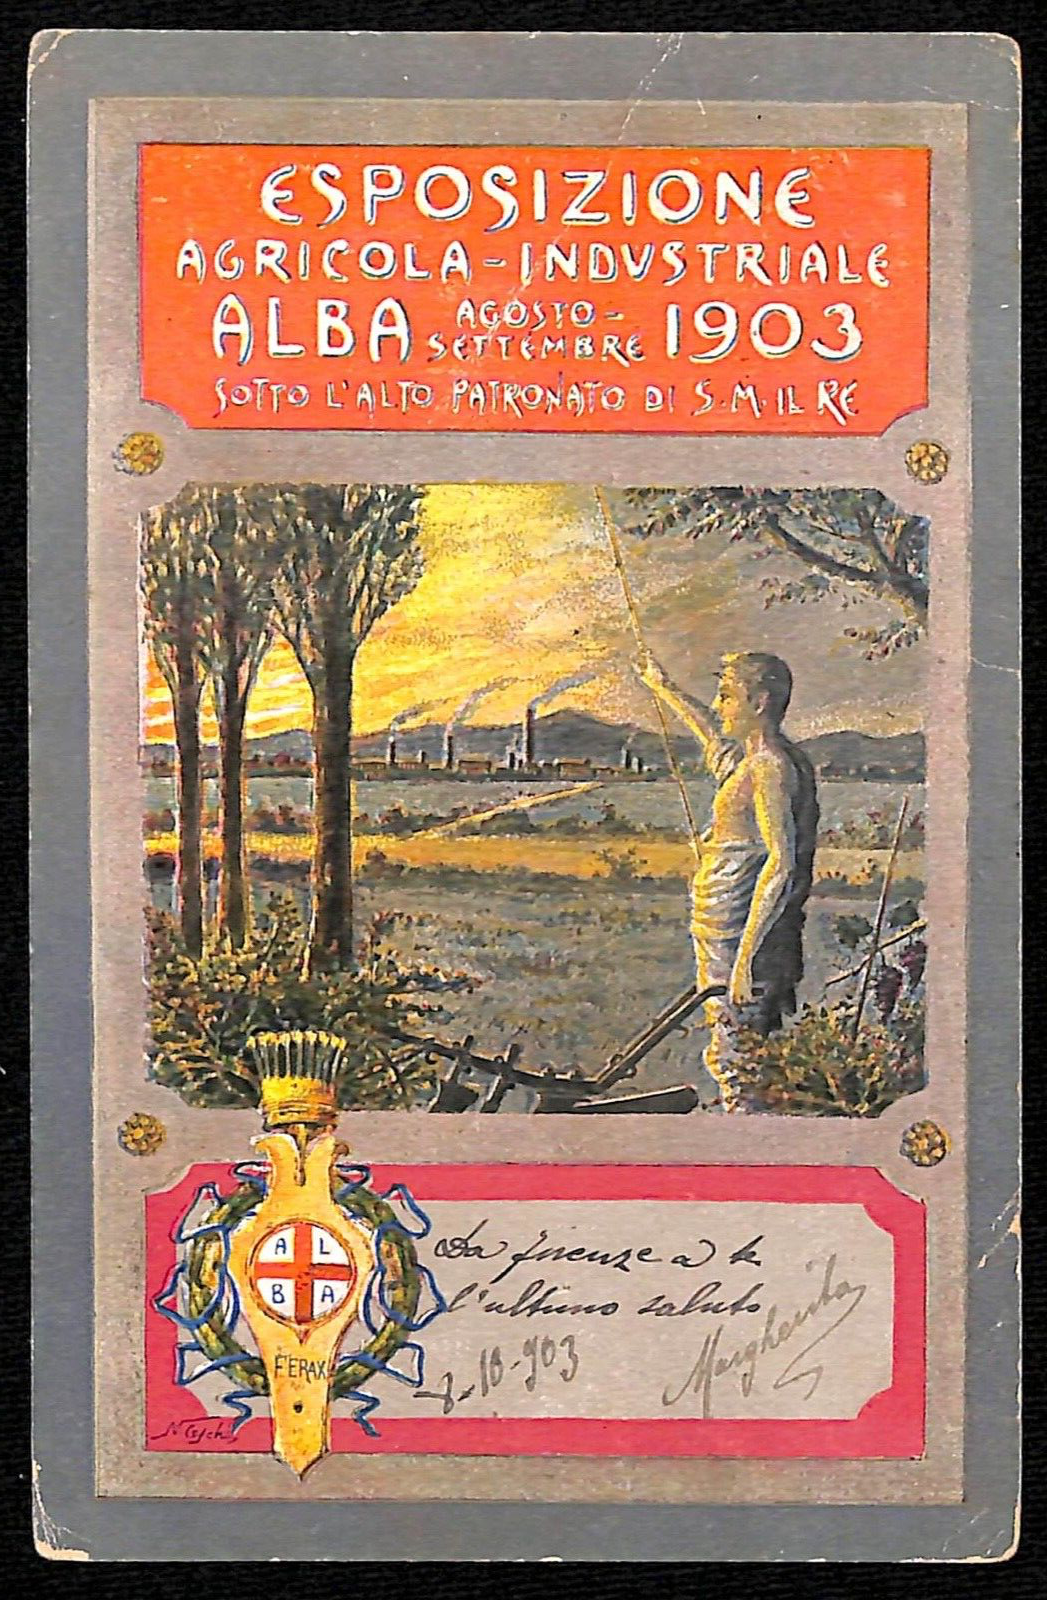 ESPOSIZIONE
AGRICOLA-INDVSTRIALE
ALBA AGOSTO-SETTEMBRE 1903
SOTTO L'ALTO PATRONATO DI S. M. IL RE
Da Firenze a te
l'ultimo saluto
Margherita
8-10-903
A L
B A
FERAX